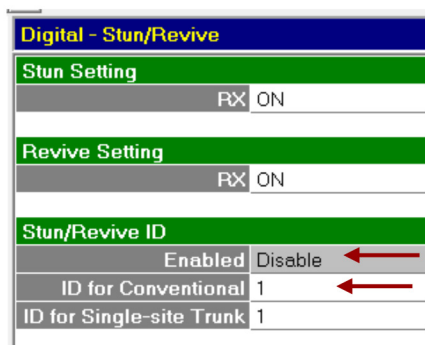 Digital - Stun/Revive
Stun Setting
RX ON
Revive Setting
RX ON
Stun/Revive ID
Enabled Disable
ID for Conventional 1
ID for Single-site Trunk 1